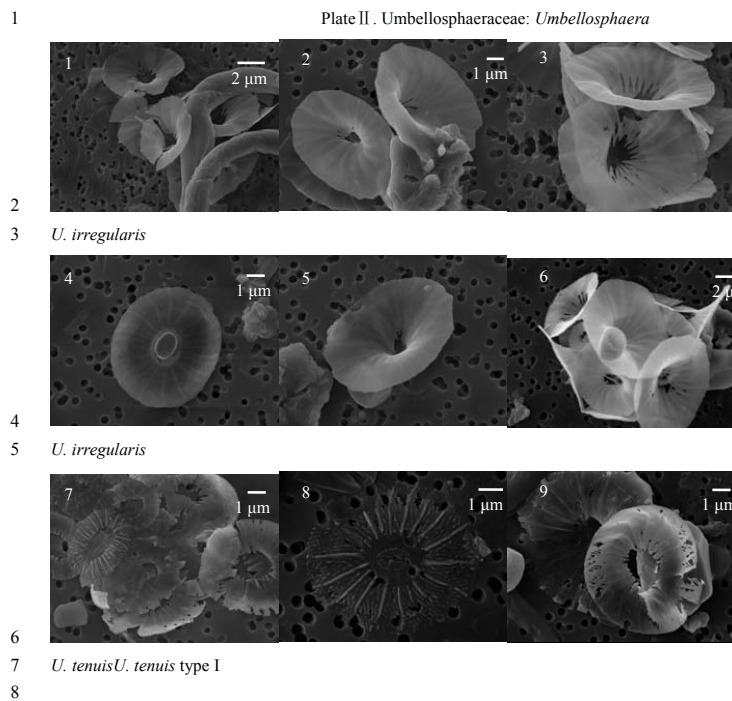 1 Plate Ⅱ. Umbellosphaeraceae: Umbellosphaera
1 2 μm 2 1 μm 3
2
3 U. irregularis
4 1 μm 5 1 μm 6 2 μ
4
5 U. irregularis
7 1 μm 8 1 μm 9 1 μm
6
7 U. tenuisU. tenuis type I
8